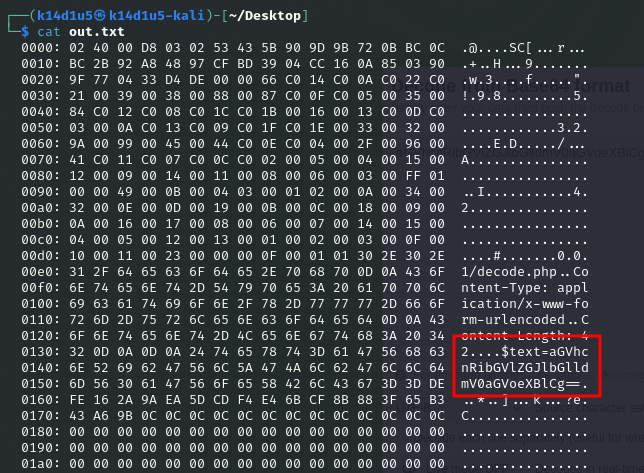 ┌──(k14d1u5㉿k14d1u5-kali)-[~/Desktop]
└─$ cat out.txt
0000: 02 40 00 D8 03 02 53 43 5B 90 9D 9B 72 0B BC 0C .@....SC[...r...
0010: BC 2B 92 A8 48 97 CF BD 39 04 CC 16 0A 85 03 90 .+..H...9.......
0020: 9F 77 04 33 D4 DE 00 00 66 C0 14 C0 0A C0 22 C0 .w.3....f.....".
0030: 21 00 39 00 38 00 88 00 87 C0 0F C0 05 00 35 00 !.9.8.........5.
0040: 84 C0 12 C0 08 C0 1C C0 1B 00 16 00 13 C0 0D C0 ................
0050: 03 00 0A C0 13 C0 09 C0 1F C0 1E 00 33 00 32 00 ............3.2.
0060: 9A 00 99 00 45 00 44 C0 0E C0 04 00 2F 00 96 00 ....E.D...../...
0070: 41 C0 11 C0 07 C0 0C C0 02 00 05 00 04 00 15 00 A...............
0080: 12 00 09 00 14 00 11 00 08 00 06 00 03 00 FF 01 ................
0090: 00 00 49 00 0B 00 04 03 00 01 02 00 0A 00 34 00 ..I...........4.
00a0: 32 00 0E 00 0D 00 19 00 0B 00 0C 00 18 00 09 00 2...............
00b0: 0A 00 16 00 17 00 08 00 06 00 07 00 14 00 15 00 ................
00c0: 04 00 05 00 12 00 13 00 01 00 02 00 03 00 0F 00 ................
00d0: 10 00 11 00 23 00 00 00 0F 00 01 01 30 2E 30 2E ....#.......0.0.
00e0: 31 2F 64 65 63 6F 64 65 2E 70 68 70 0D 0A 43 6F 1/decode.php..Co
00f0: 6E 74 65 6E 74 2D 54 79 70 65 3A 20 61 70 70 6C ntent-Type: appl
0100: 69 63 61 74 69 6F 6E 2F 78 2D 77 77 77 2D 66 6F ication/x-www-fo
0110: 72 6D 2D 75 72 6C 65 6E 63 6F 64 65 64 0D 0A 43 rm-urlencoded..C
0120: 6F 6E 74 65 6E 74 2D 4C 65 6E 67 74 68 3A 20 34 ontent-Length: 4
0130: 32 0D 0A 0D 0A 24 74 65 78 74 3D 61 47 56 68 63 2....$text=aGVhc
0140: 6E 52 69 62 47 56 6C 5A 47 4A 6C 62 47 6C 6C 64 nRibGVlZGJlbGlld
0150: 6D 56 30 61 47 56 6F 65 58 42 6C 43 67 3D 3D DE mV0aGVoeXBlCg==.
0160: FE 16 2A 9A EA 5D CD F4 E4 6B CF 8B 88 3F 65 B3 ..*..]...k...?e.
0170: 43 A6 9B 0C 0C 0C 0C 0C 0C 0C 0C 0C 0C 0C 0C 00 C...............
0180: 00 00 00 00 00 00 00 00 00 00 00 00 00 00 00 00 ................
0190: 00 00 00 00 00 00 00 00 00 00 00 00 00 00 00 00 ................
01a0: 00 00 00 00 00 00 00 00 00 00 00 00 00 00 00 00 ................